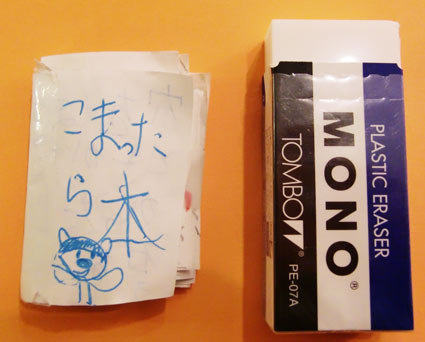 こまった
ら本
PLASTIC ERASER
MONO®
TOMBOW
PE-07A